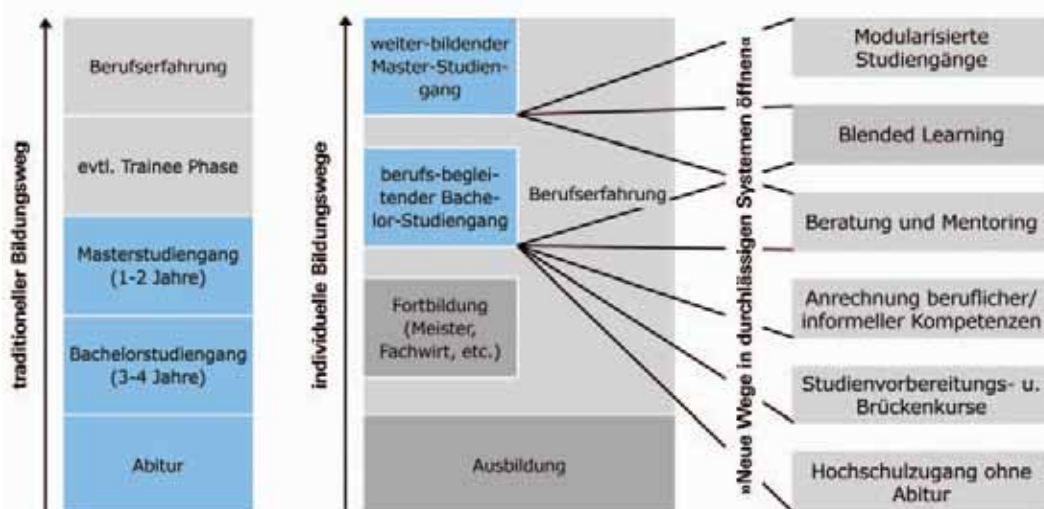 traditioneller Bildungsweg
Berufserfahrung
evtl. Trainee Phase
Masterstudiengang
(1-2 Jahre)
Bachelorstudiengang
(3-4 Jahre)
Abitur
individuelle Bildungswege
weiter-bildender
Master-Studien-
gang
berufs-beglei-
tender Bache-
lor-Studiengang
Berufserfahrung
Fortbildung
(Meister,
Fachwirt, etc.)
Ausbildung
»Neue Wege in durchlässigen Systemen öffnen«
Modularisierte
Studiengänge
Blended Learning
Beratung und Mentoring
Anrechnung beruflicher/
informeller Kompetenzen
Studienvorbereitungs- u.
Brückenkurse
Hochschulzugang ohne
Abitur